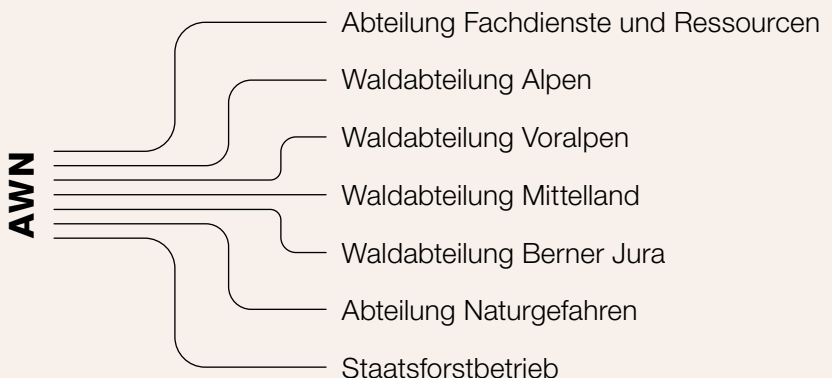 AWN
Abteilung Fachdienste und Ressourcen
Waldabteilung Alpen
Waldabteilung Voralpen
Waldabteilung Mittelland
Waldabteilung Berner Jura
Abteilung Naturgefahren
Staatsforstbetrieb